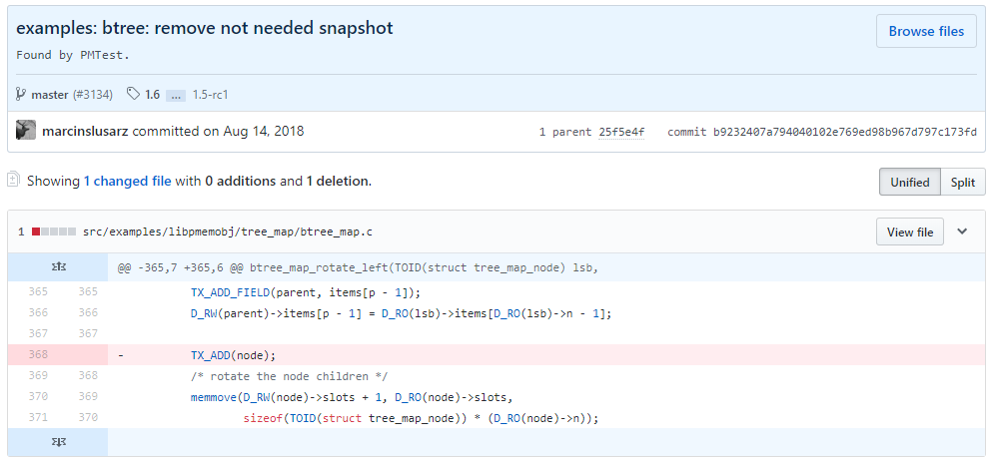 examples: btree: remove not needed snapshot
Browse files
Found by PMTest.
master (#3134) 1.6 ... 1.5-rc1
marcinslusarz committed on Aug 14, 2018 1 parent 25f5e4f commit b9232407a794040102e769ed98b967d797c173fd
Showing 1 changed file with 0 additions and 1 deletion. Unified Split
1 src/examples/libpmemobj/tree_map/btree_map.c View file
@@ -365,7 +365,6 @@ btree_map_rotate_left(TOID(struct tree_map_node) lsb,
365 365 TX_ADD_FIELD(parent, items[p - 1]);
366 366 D_RW(parent)->items[p - 1] = D_RO(lsb)->items[D_RO(lsb)->n - 1];
367 367
368 - TX_ADD(node);
369 368 /* rotate the node children */
370 369 memmove(D_RW(node)->slots + 1, D_RO(node)->slots,
371 370 sizeof(TOID(struct tree_map_node)) * (D_RO(node)->n));